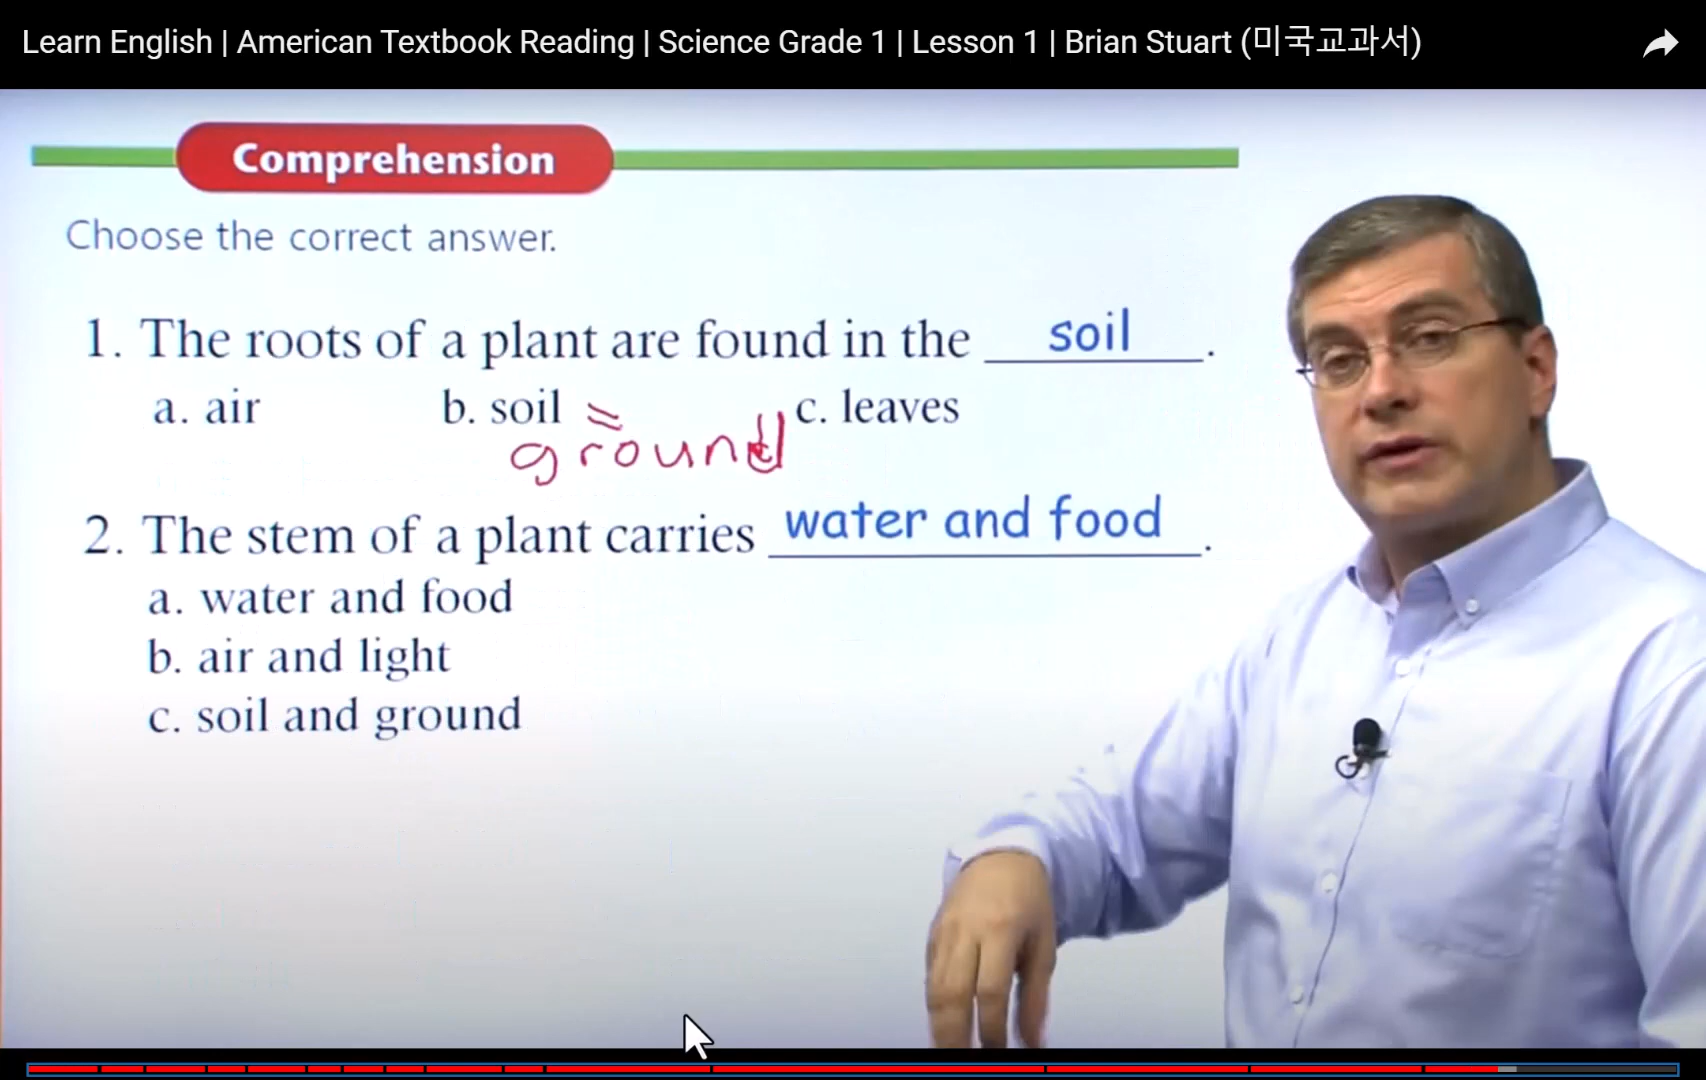 Learn English | American Textbook Reading | Science Grade 1 | Lesson 1 | Brian Stuart (미국교과서)
Comprehension
Choose the correct answer.
1. The roots of a plant are found in the soil.
a. air b. soil = c. leaves
ground
2. The stem of a plant carries water and food.
a. water and food
b. air and light
c. soil and ground